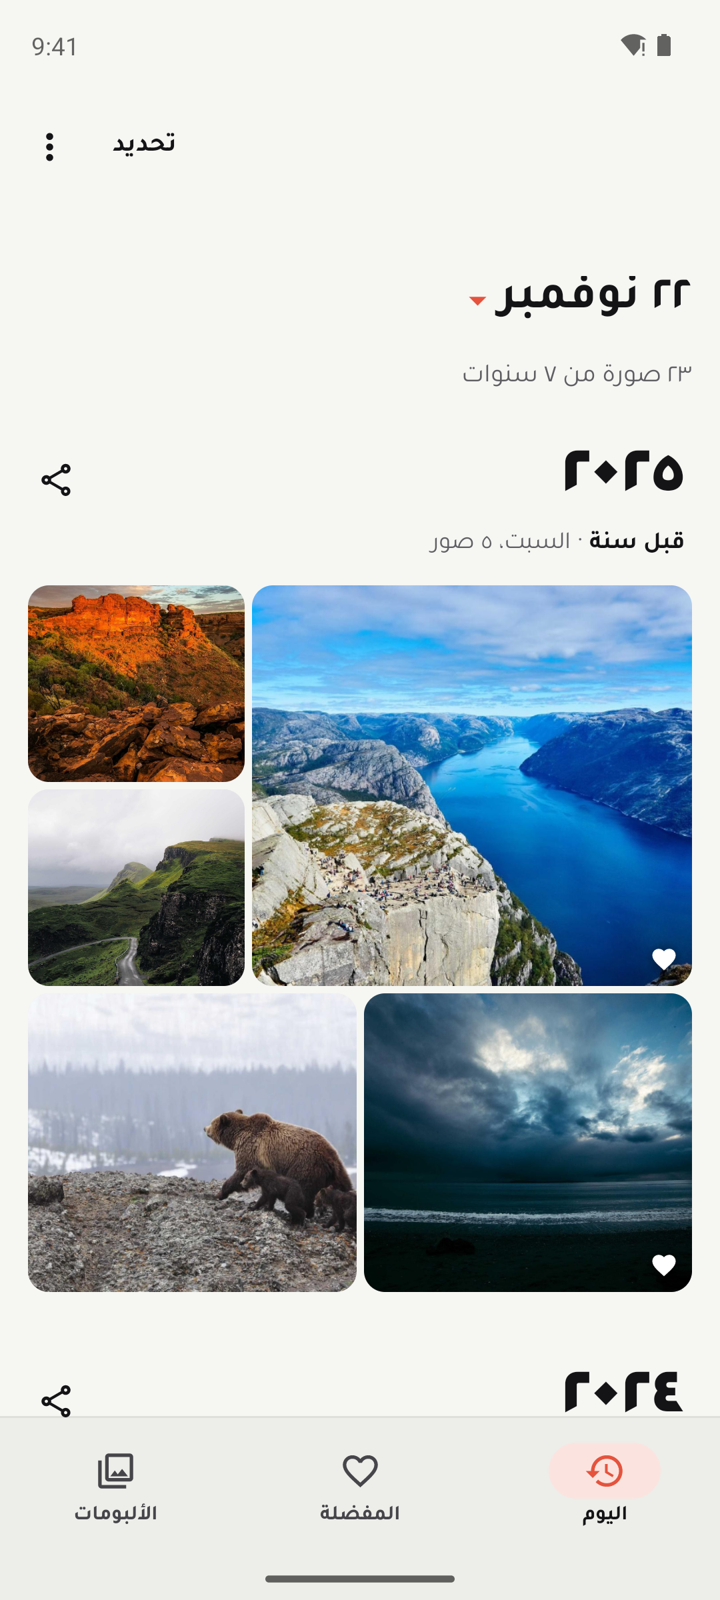 9:41
تحديد
٢٢ نوفمبر
٢٣ صورة من ٧ سنوات
٢٠٢٥
قبل سنة · السبت، ٥ صور
٢٠٢٤
اليوم
المفضلة
الألبومات